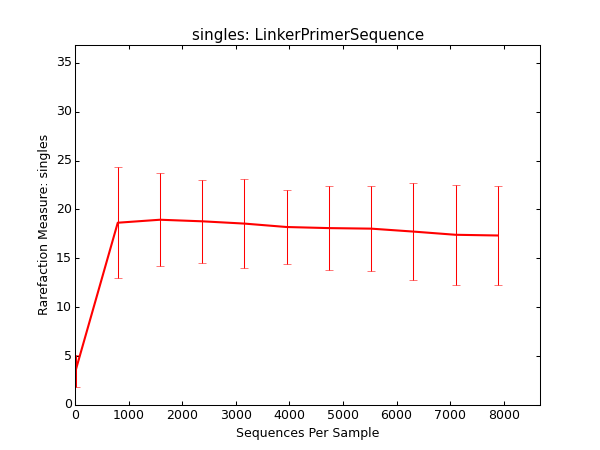 singles: LinkerPrimerSequence
35
30
25
20
15
10
5
0
Rarefaction Measure: singles
0 1000 2000 3000 4000 5000 6000 7000 8000
Sequences Per Sample